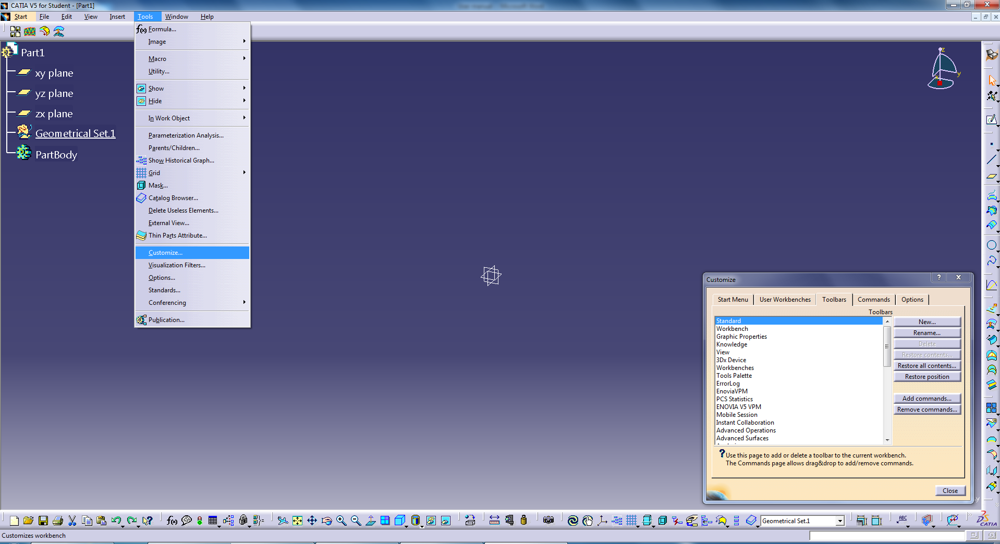 CATIA V5 for Student - [Part1]
Start File Edit View Insert Tools Window Help
Part1
xy plane
yz plane
zx plane
Geometrical Set.1
PartBody
f(x) Formula...
Image
Macro
Utility...
Show
Hide
In Work Object
Parameterization Analysis...
Parents/Children...
Show Historical Graph...
Grid
Mask...
Catalog Browser...
Delete Useless Elements...
External View...
Thin Parts Attribute...
Customize...
Visualization Filters...
Options...
Standards...
Conferencing
Publication...
z
y
x
Customize
Start Menu User Workbenches Toolbars Commands Options
Toolbars
Standard
Workbench
Graphic Properties
Knowledge
View
3Dx Device
Workbenches
Tools Palette
ErrorLog
EnoviaVPM
PCS Statistics
ENOVIA V5 VPM
Mobile Session
Instant Collaboration
Advanced Operations
Advanced Surfaces
New...
Rename...
Delete
Restore contents...
Restore all contents...
Restore position
Add commands...
Remove commands...
Use this page to add or delete a toolbar to the current workbench.
The Commands page allows drag&drop to add/remove commands.
Close
f(x)
Geometrical Set.1
ABC
CATIA
Customizes workbench